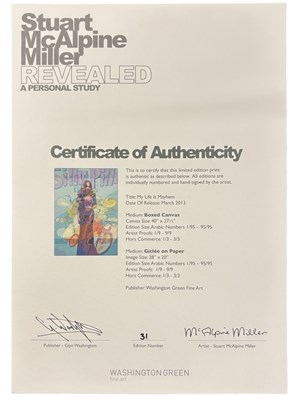 Stuart
McAlpine
Miller
REVEALED
A PERSONAL STUDY
Certificate of Authenticity
This is to certify that this limited edition print
is authentic as described below. All editions are
individually numbered and hand-signed by the artist.
Title: My Life is Mayhem
Date Of Release: March 2013
Medium: Boxed Canvas
Canvas Size: 40" x 27½"
Edition Size: Arabic Numbers: 1/95 - 95/95
Artist Proofs: 1/9 - 9/9
Hors Commerce: 1/3 - 3/3
Medium: Giclée on Paper
Image Size: 28" x 20"
Edition Size: Arabic Numbers: 1/95 - 95/95
Artist Proofs: 1/9 - 9/9
Hors Commerce: 1/3 - 3/3
Publisher: Washington Green Fine Art
31
McAlpine Miller
Publisher - Glyn Washington
Edition Number
Artist - Stuart McAlpine Miller
WASHINGTON GREEN
fine art